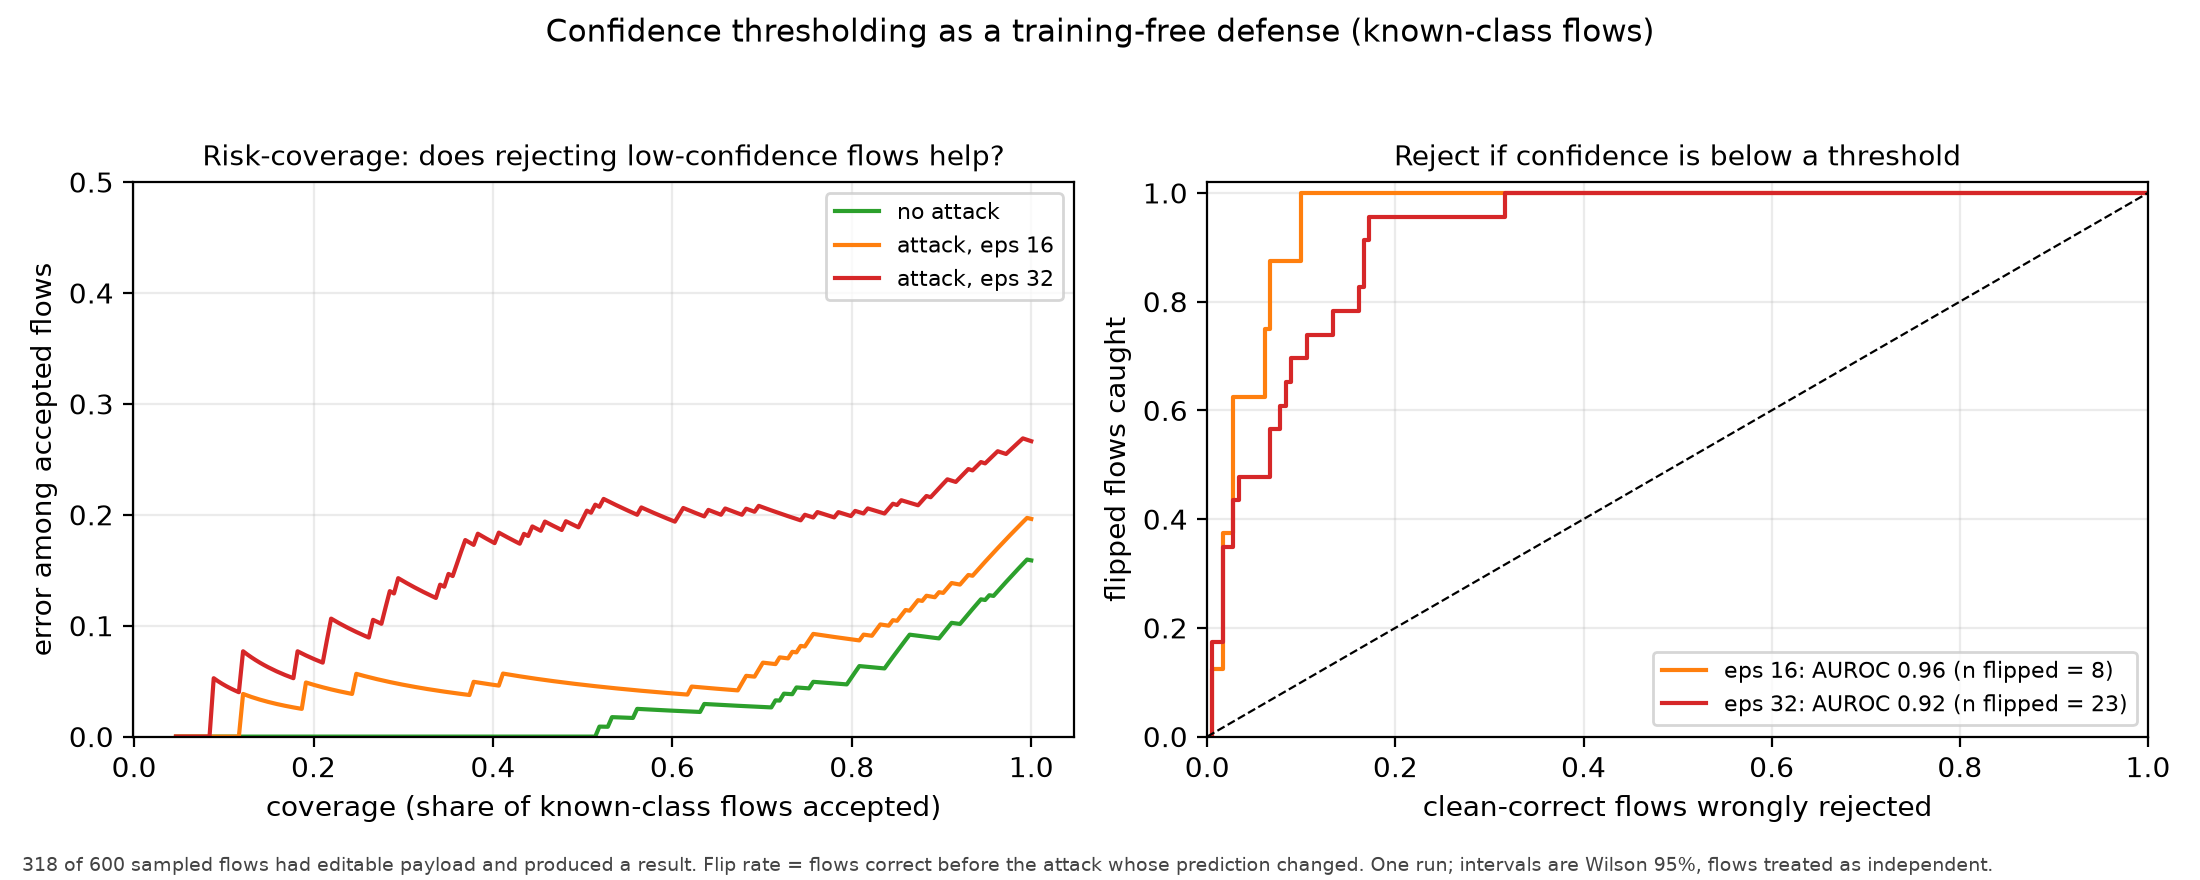 Confidence thresholding as a training-free defense (known-class flows)
Risk-coverage: does rejecting low-confidence flows help?
error among accepted flows
0.5
0.4
0.3
0.2
0.1
0.0
no attack
attack, eps 16
attack, eps 32
0.0 0.2 0.4 0.6 0.8 1.0
coverage (share of known-class flows accepted)
Reject if confidence is below a threshold
flipped flows caught
1.0
0.8
0.6
0.4
0.2
0.0
eps 16: AUROC 0.96 (n flipped = 8)
eps 32: AUROC 0.92 (n flipped = 23)
0.0 0.2 0.4 0.6 0.8 1.0
clean-correct flows wrongly rejected
318 of 600 sampled flows had editable payload and produced a result. Flip rate = flows correct before the attack whose prediction changed. One run; intervals are Wilson 95%, flows treated as independent.